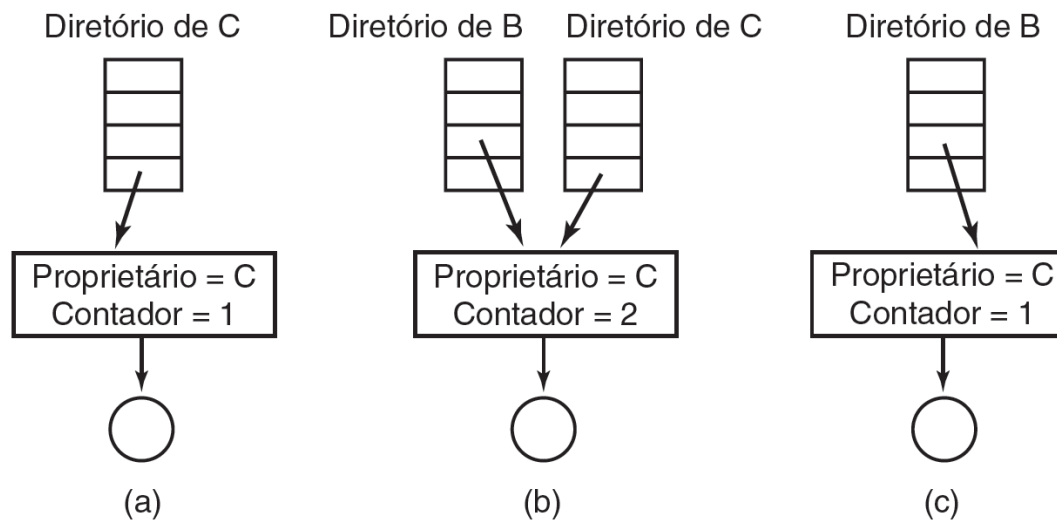 Diretório de C
Diretório de B
Diretório de C
Diretório de B
Proprietário = C
Contador = 1
Proprietário = C
Contador = 2
Proprietário = C
Contador = 1
(a)
(b)
(c)